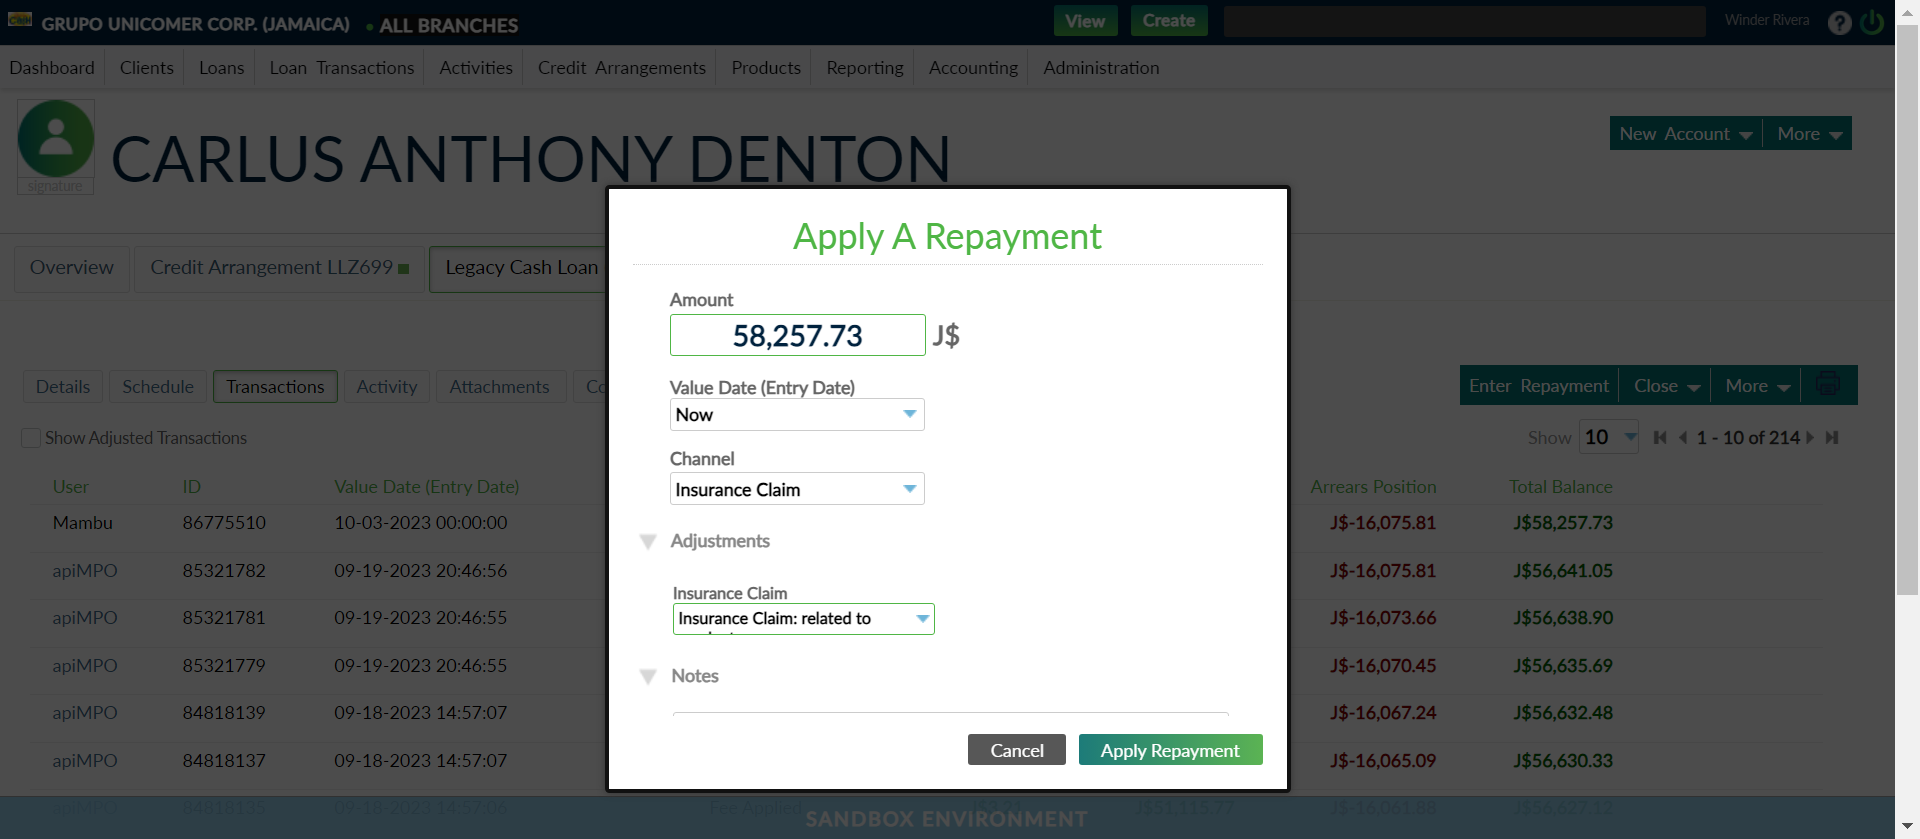 GRUPO UNICOMER CORP. (JAMAICA) ALL BRANCHES View Create Winder Rivera ?
Dashboard Clients Loans Loan Transactions Activities Credit Arrangements Products Reporting Accounting Administration
signature
CARLUS ANTHONY DENTON
New Account More
Overview Credit Arrangement LLZ699 Legacy Cash Loan
Details Schedule Transactions Activity Attachments Co
Enter Repayment Close More
Show Adjusted Transactions
Show 10 1 - 10 of 214
User ID Value Date (Entry Date) Arrears Position Total Balance
Mambu 86775510 10-03-2023 00:00:00 J$-16,075.81 J$58,257.73
apiMPO 85321782 09-19-2023 20:46:56 J$-16,075.81 J$56,641.05
apiMPO 85321781 09-19-2023 20:46:55 J$-16,073.66 J$56,638.90
apiMPO 85321779 09-19-2023 20:46:55 J$-16,070.45 J$56,635.69
apiMPO 84818139 09-18-2023 14:57:07 J$-16,067.24 J$56,632.48
apiMPO 84818137 09-18-2023 14:57:07 J$-16,065.09 J$56,630.33
apiMPO 84818135 09-18-2023 14:57:06 Fee Applied J$51,115.77 J$-16,061.88 J$56,627.12
Apply A Repayment
Amount
58,257.73 J$
Value Date (Entry Date)
Now
Channel
Insurance Claim
Adjustments
Insurance Claim
Insurance Claim: related to
Notes
Cancel Apply Repayment
SANDBOX ENVIRONMENT